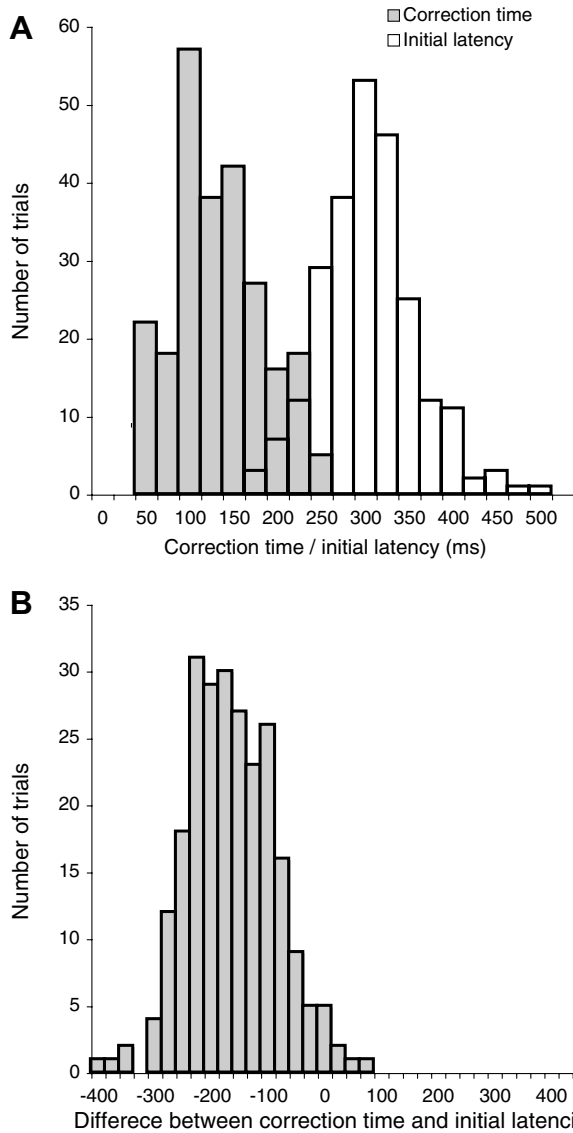 A
Correction time
Initial latency
60
50
40
30
20
10
0
Number of trials
0 50 100 150 200 250 300 350 400 450 500
Correction time / initial latency (ms)
B
35
30
25
20
15
10
5
0
Number of trials
-400 -300 -200 -100 0 100 200 300 400
Differece between correction time and initial latenci